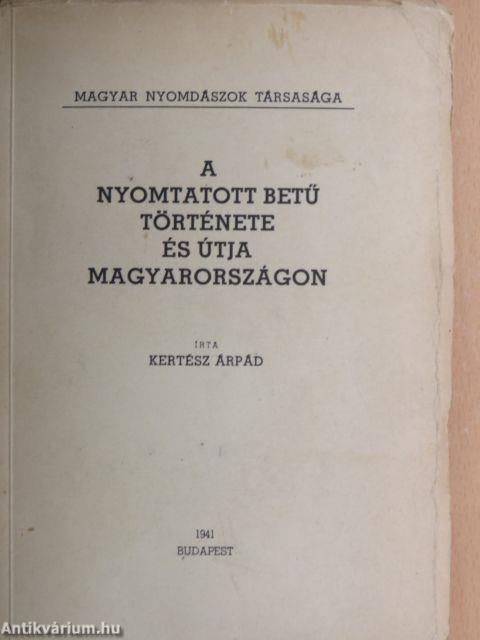 MAGYAR NYOMDÁSZOK TÁRSASÁGA
A
NYOMTATOTT BETŰ
TÖRTÉNETE
ÉS ÚTJA
MAGYARORSZÁGON
ÍRTA
KERTÉSZ ÁRPÁD
1941
BUDAPEST
Antikvárium.hu